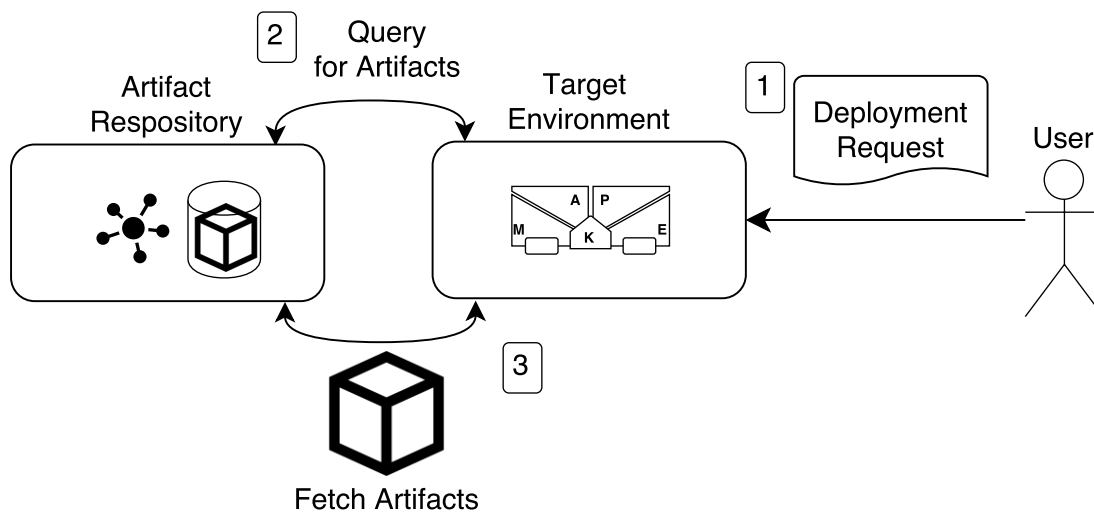 2
Query
for Artifacts
1
Deployment
Request
User
Artifact
Respository
Target
Environment
A
P
M
K
E
3
Fetch Artifacts